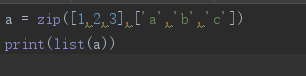 a = zip([1,2,3],['a','b','c'])
print(list(a))